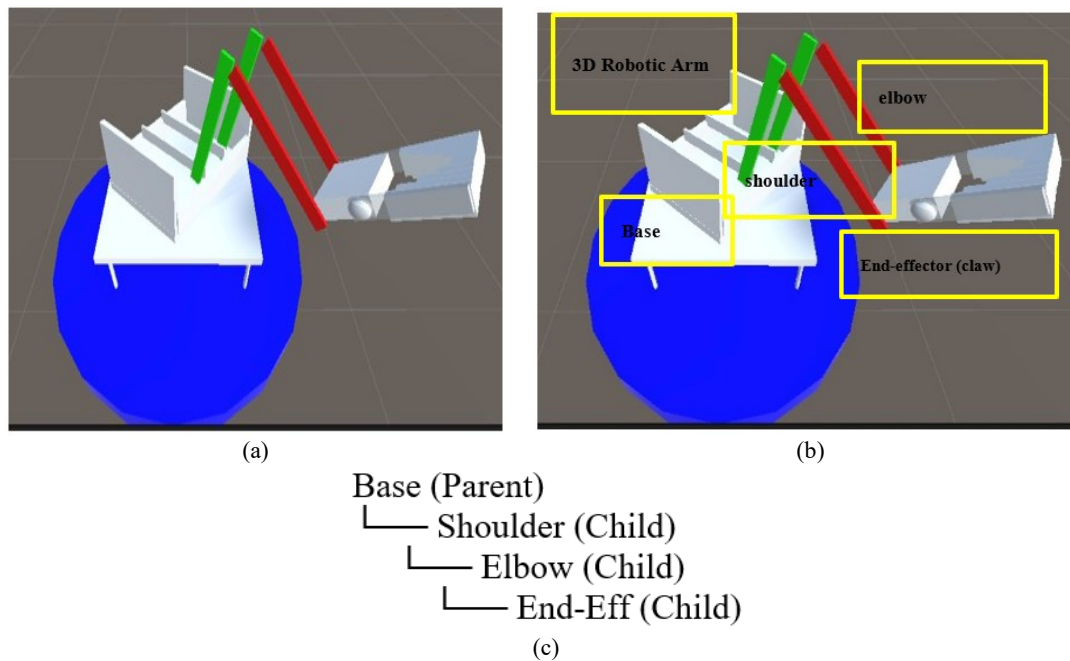 3D Robotic Arm
elbow
shoulder
Base
End-effector (claw)
(a)
(b)
Base (Parent)
Shoulder (Child)
Elbow (Child)
End-Eff (Child)
(c)